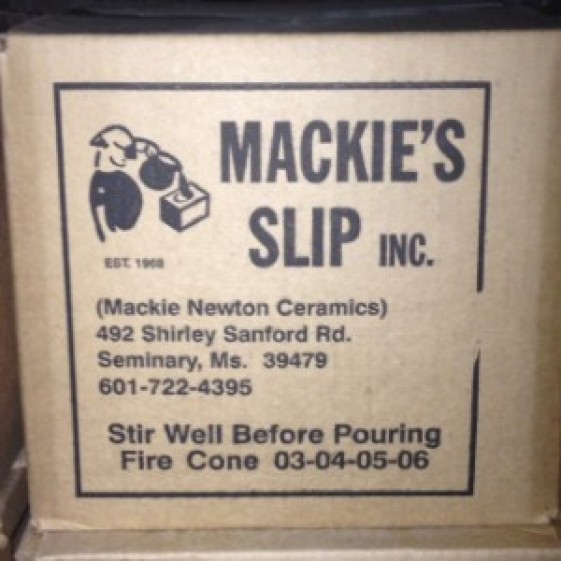 MACKIE'S
SLIP INC.
EST. 1968
(Mackie Newton Ceramics)
492 Shirley Sanford Rd.
Seminary, Ms. 39479
601-722-4395
Stir Well Before Pouring
Fire Cone 03-04-05-06